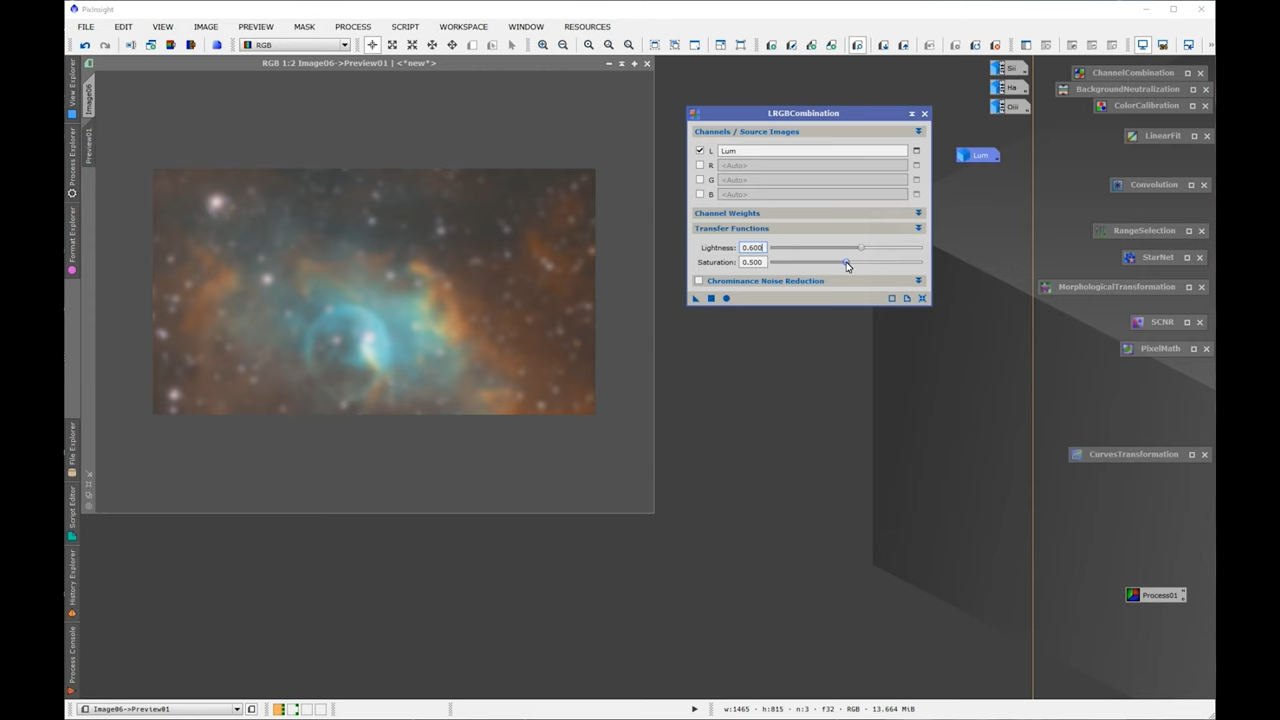 PixInsight
FILE EDIT VIEW IMAGE PREVIEW MASK PROCESS SCRIPT WORKSPACE WINDOW RESOURCES
RGB
RGB 1:2 Image06->Preview01 | <*new*>
View Explorer
Process Explorer
Format Explorer
File Explorer
Script Editor
History Explorer
Process Console
Image06
Preview01
LRGBCombination
Channels / Source Images
L Lum
R <Auto>
G <Auto>
B <Auto>
Channel Weights
Transfer Functions
Lightness: 0.600
Saturation: 0.500
Chrominance Noise Reduction
Sii
Ha
Oiii
Lum
ChannelCombination
BackgroundNeutralization
ColorCalibration
LinearFit
Convolution
RangeSelection
StarNet
MorphologicalTransformation
SCNR
PixelMath
CurvesTransformation
Process01
Image06->Preview01
w:1465 · h:815 · n:3 · f32 · RGB · 13.664 MiB